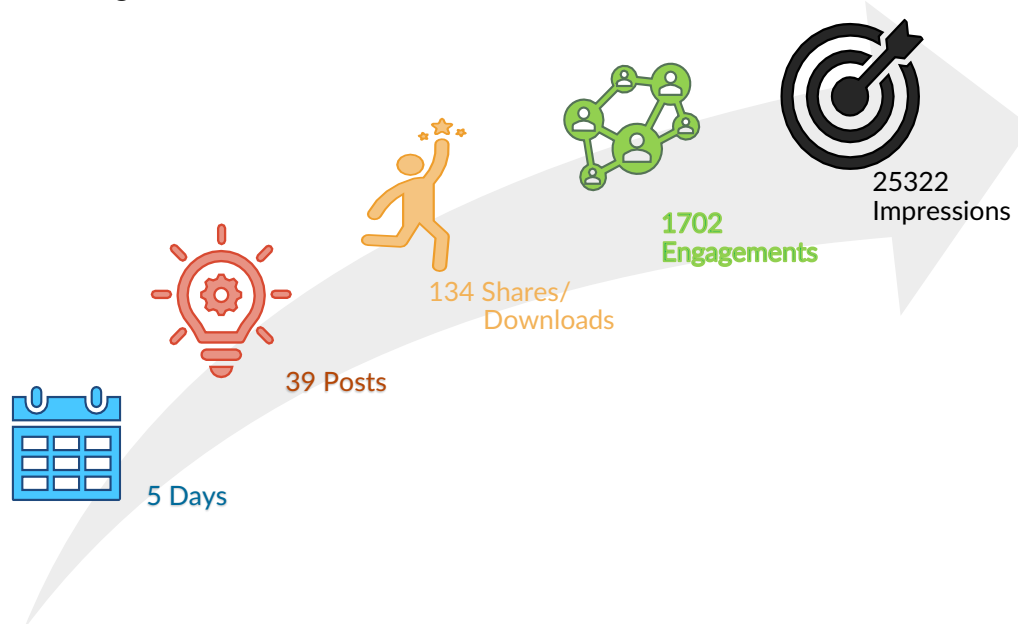 5 Days
39 Posts
134 Shares/
Downloads
1702
Engagements
25322
Impressions